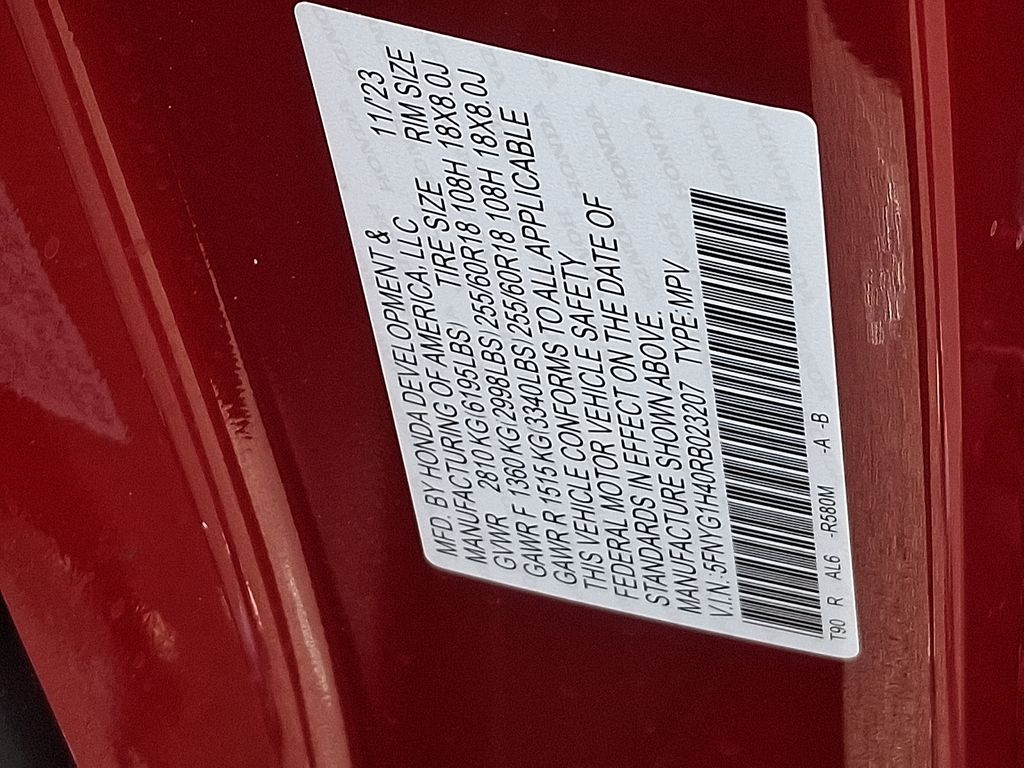 MFD. BY HONDA DEVELOPMENT & 11/'23
MANUFACTURING OF AMERICA, LLC RIM SIZE
GVWR 2810 KG(6195LBS) TIRE SIZE
GAWR F 1360 KG(2998LBS)255/60R18 108H 18X8.0J
GAWR R 1515 KG(3340LBS)255/60R18 108H 18X8.0J
THIS VEHICLE CONFORMS TO ALL APPLICABLE
FEDERAL MOTOR VEHICLE SAFETY
STANDARDS IN EFFECT ON THE DATE OF
MANUFACTURE SHOWN ABOVE.
V.I.N.:5FNYG1H40RB023207 TYPE:MPV
T90 R AL6 -R580M -A -B